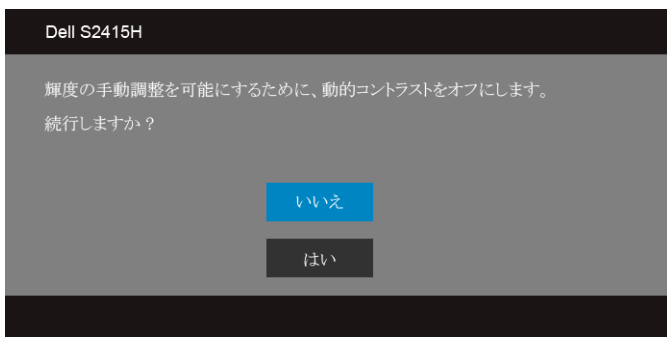 Dell S2415H
輝度の手動調整を可能にするために、動的コントラストをオフにします。
続行しますか？
いいえ
はい